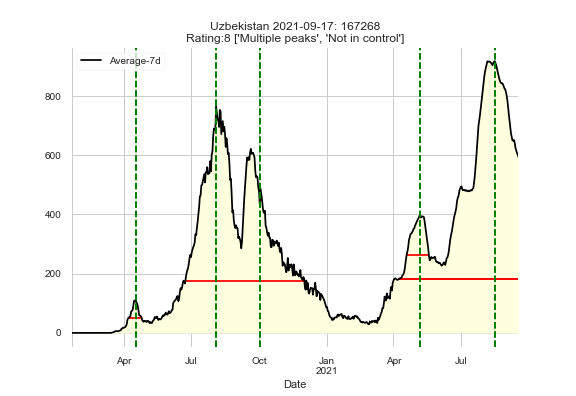 Uzbekistan 2021-09-17: 167268
Rating:8 ['Multiple peaks', 'Not in control']
Average-7d
800
600
400
200
0
Apr
Jul
Oct
Jan
2021
Apr
Jul
Date